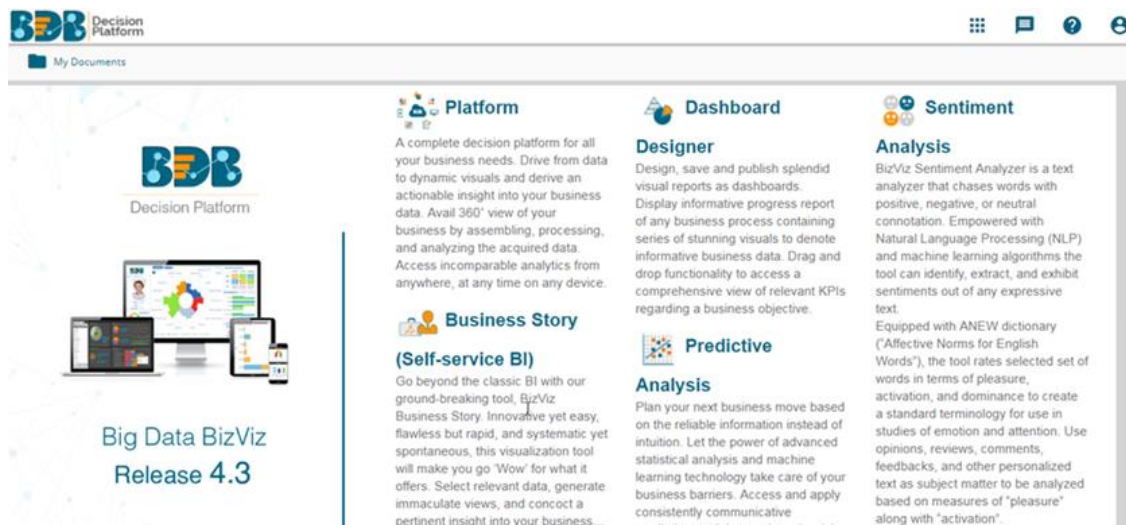 BDB Decision
Platform
My Documents
BDB
Decision Platform
Big Data BizViz
Release 4.3
Platform
A complete decision platform for all
your business needs. Drive from data
to dynamic visuals and derive an
actionable insight into your business
data. Avail 360° view of your
business by assembling, processing,
and analyzing the acquired data.
Access incomparable analytics from
anywhere, at any time on any device.
Business Story
(Self-service BI)
Go beyond the classic BI with our
ground-breaking tool, BizViz
Business Story. Innovative yet easy,
flawless but rapid, and systematic yet
spontaneous, this visualization tool
will make you go 'Wow' for what it
offers. Select relevant data, generate
immaculate views, and concoct a
pertinent insight into your business
Dashboard
Designer
Design, save and publish splendid
visual reports as dashboards.
Display informative progress report
of any business process containing
series of stunning visuals to denote
informative business data. Drag and
drop functionality to access a
comprehensive view of relevant KPIs
regarding a business objective.
Predictive
Analysis
Plan your next business move based
on the reliable information instead of
intuition. Let the power of advanced
statistical analysis and machine
learning technology take care of your
business barriers. Access and apply
consistently communicative
Sentiment
Analysis
BizViz Sentiment Analyzer is a text
analyzer that chases words with
positive, negative, or neutral
connotation. Empowered with
Natural Language Processing (NLP)
and machine learning algorithms the
tool can identify, extract, and exhibit
sentiments out of any expressive
text.
Equipped with ANEW dictionary
("Affective Norms for English
Words"), the tool rates selected set of
words in terms of pleasure,
activation, and dominance to create
a standard terminology for use in
studies of emotion and attention. Use
opinions, reviews, comments,
feedbacks, and other personalized
text as subject matter to be analyzed
based on measures of "pleasure"
along with "activation".